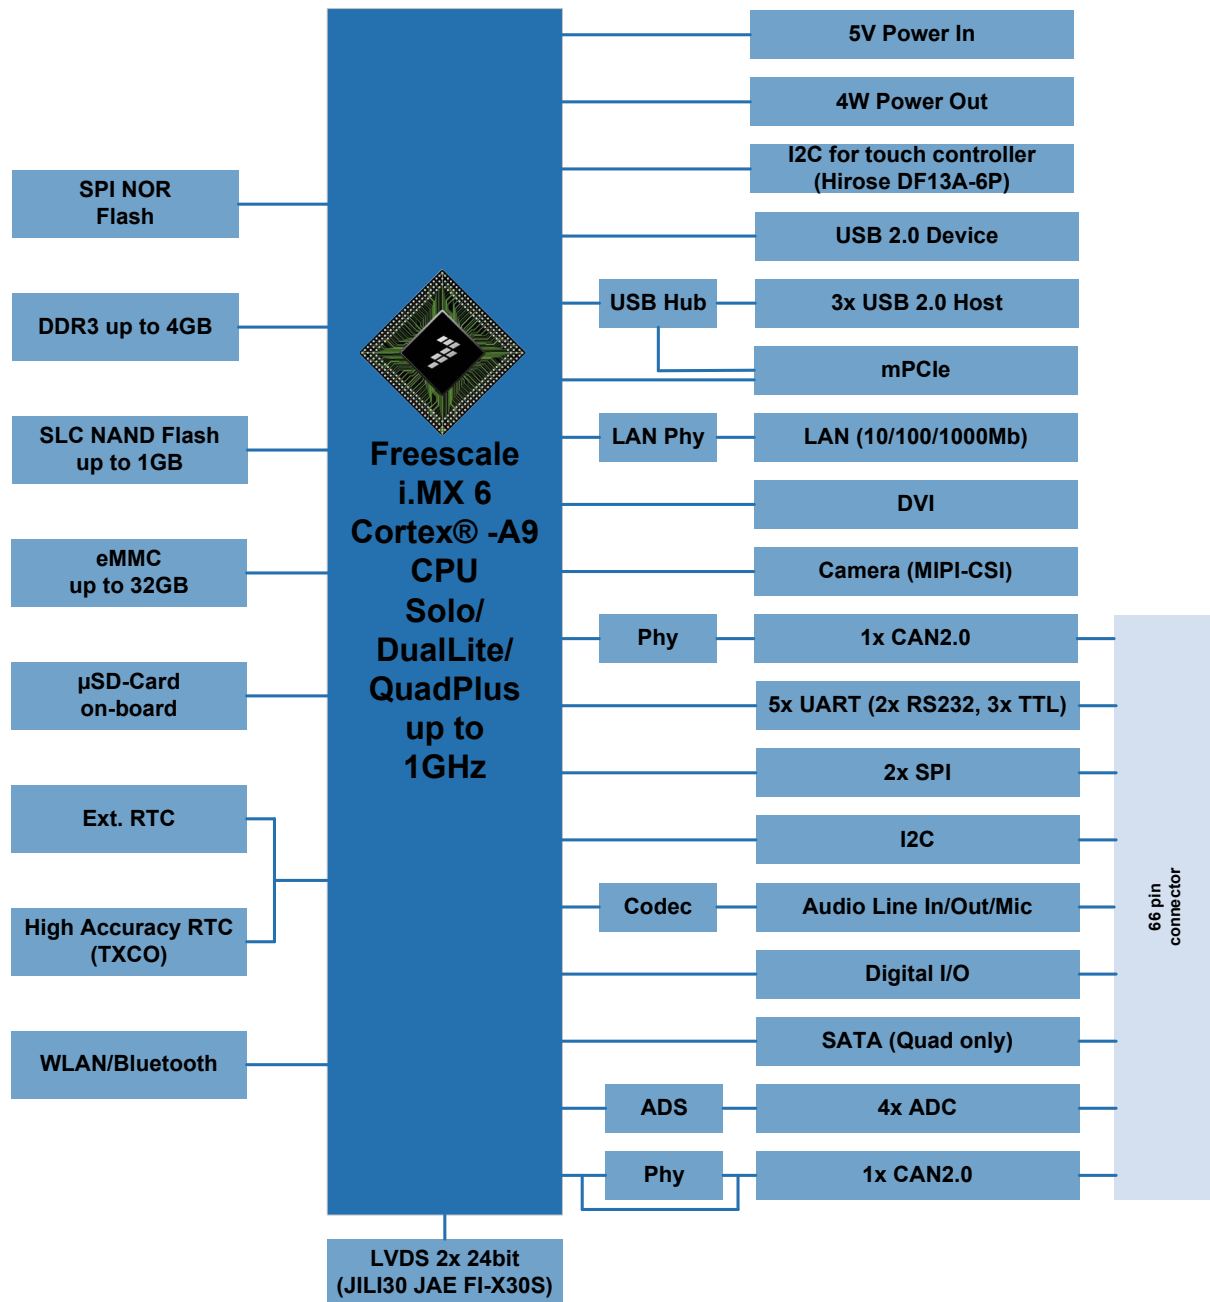 5V Power In
4W Power Out
I2C for touch controller
(Hirose DF13A-6P)
SPI NOR
Flash
USB 2.0 Device
USB Hub
3x USB 2.0 Host
DDR3 up to 4GB
mPCIe
SLC NAND Flash
up to 1GB
LAN Phy
LAN (10/100/1000Mb)
Freescale
i.MX 6
Cortex® -A9
CPU
Solo/
DualLite/
QuadPlus
up to
1GHz
DVI
eMMC
up to 32GB
Camera (MIPI-CSI)
Phy
1x CAN2.0
µSD-Card
on-board
5x UART (2x RS232, 3x TTL)
2x SPI
Ext. RTC
I2C
Codec
Audio Line In/Out/Mic
66 pin
connector
High Accuracy RTC
(TXCO)
Digital I/O
SATA (Quad only)
WLAN/Bluetooth
ADS
4x ADC
Phy
1x CAN2.0
LVDS 2x 24bit
(JILI30 JAE FI-X30S)